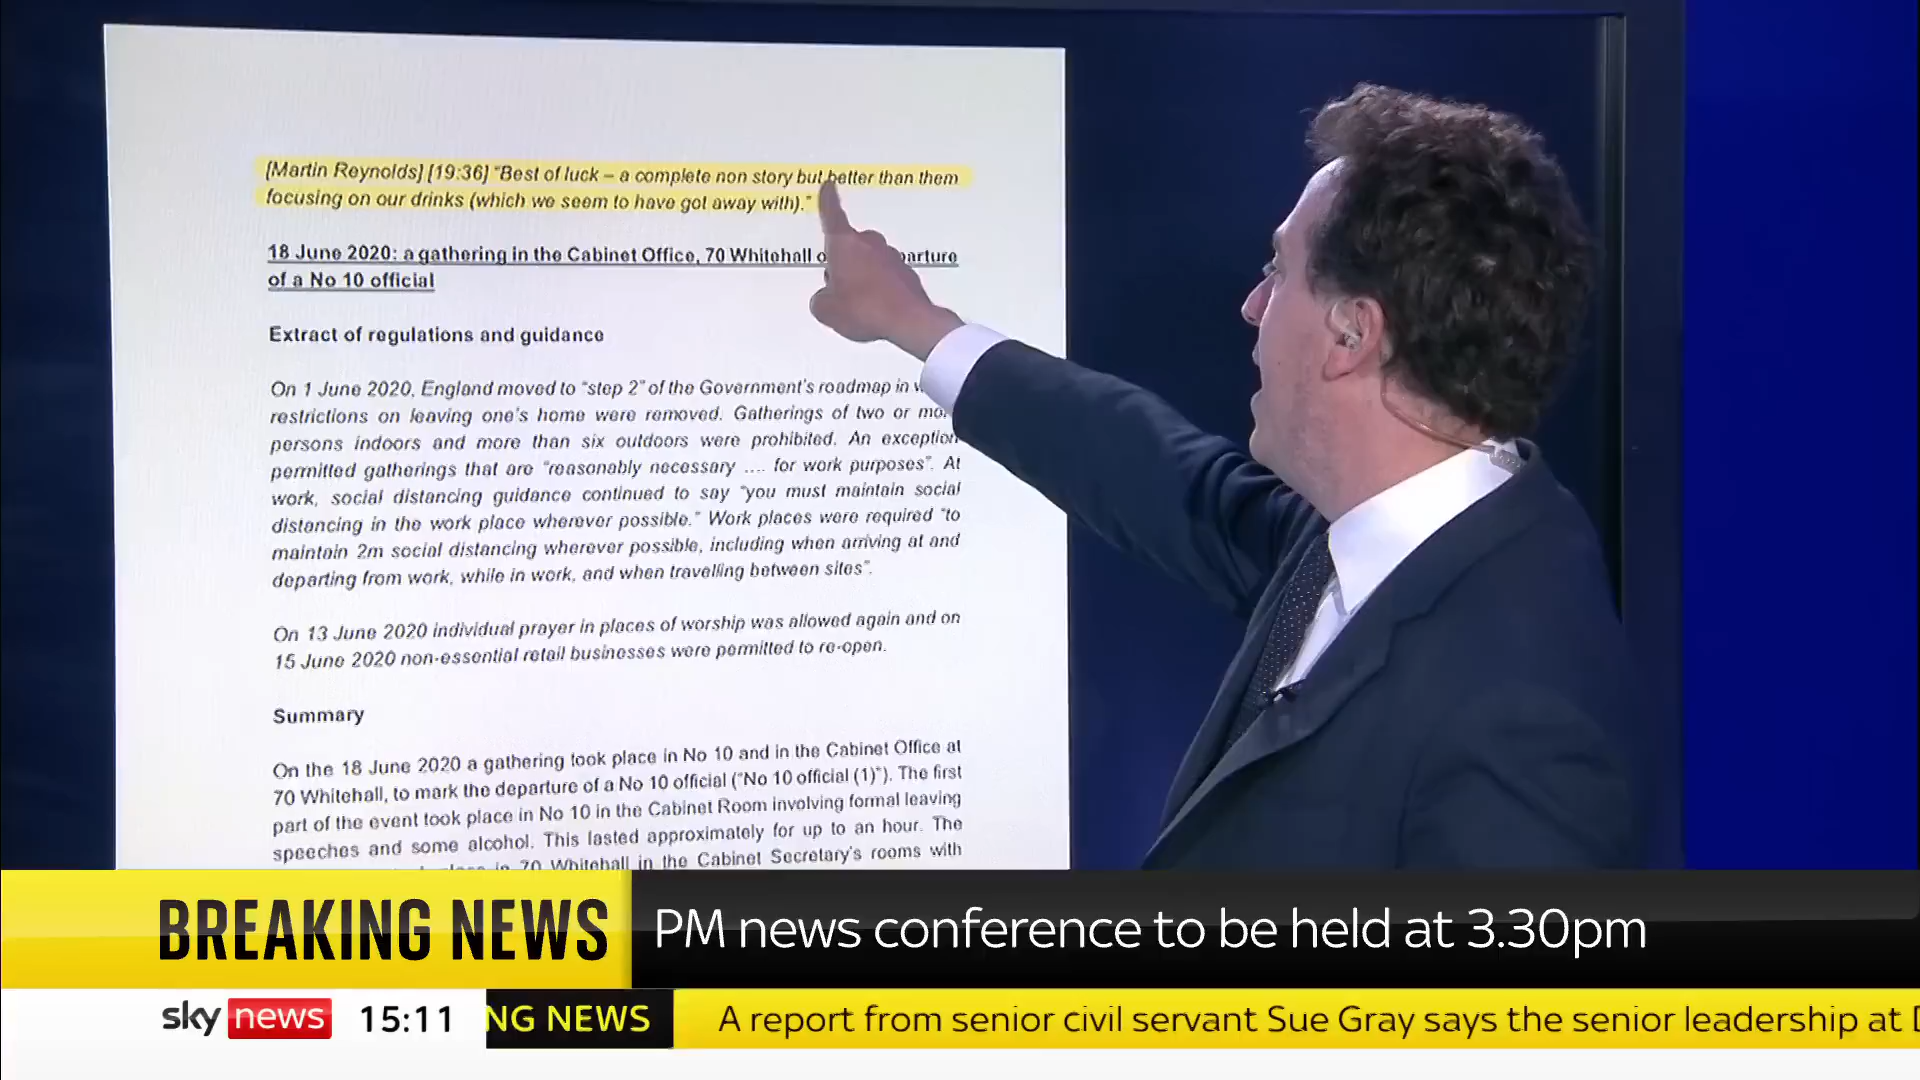 [Martin Reynolds] [19:36] "Best of luck – a complete non story but better than them
focusing on our drinks (which we seem to have got away with)."
18 June 2020: a gathering in the Cabinet Office, 70 Whitehall
of a No 10 official
Extract of regulations and guidance
On 1 June 2020, England moved to "step 2" of the Government's roadmap in
restrictions on leaving one's home were removed. Gatherings of two or more
persons indoors and more than six outdoors were prohibited. An exception
permitted gatherings that are "reasonably necessary .... for work purposes". At
work, social distancing guidance continued to say "you must maintain social
distancing in the work place wherever possible." Work places were required "to
maintain 2m social distancing wherever possible, including when arriving at and
departing from work, while in work, and when travelling between sites".
On 13 June 2020 individual prayer in places of worship was allowed again and on
15 June 2020 non-essential retail businesses were permitted to re-open.
Summary
On the 18 June 2020 a gathering took place in No 10 and in the Cabinet Office at
70 Whitehall, to mark the departure of a No 10 official ("No 10 official (1)"). The first
part of the event took place in No 10 in the Cabinet Room involving formal leaving
speeches and some alcohol. This lasted approximately for up to an hour. The
place in 70 Whitehall in the Cabinet Secretary's rooms with
BREAKING NEWS PM news conference to be held at 3.30pm
sky news 15:11 NG NEWS A report from senior civil servant Sue Gray says the senior leadership at